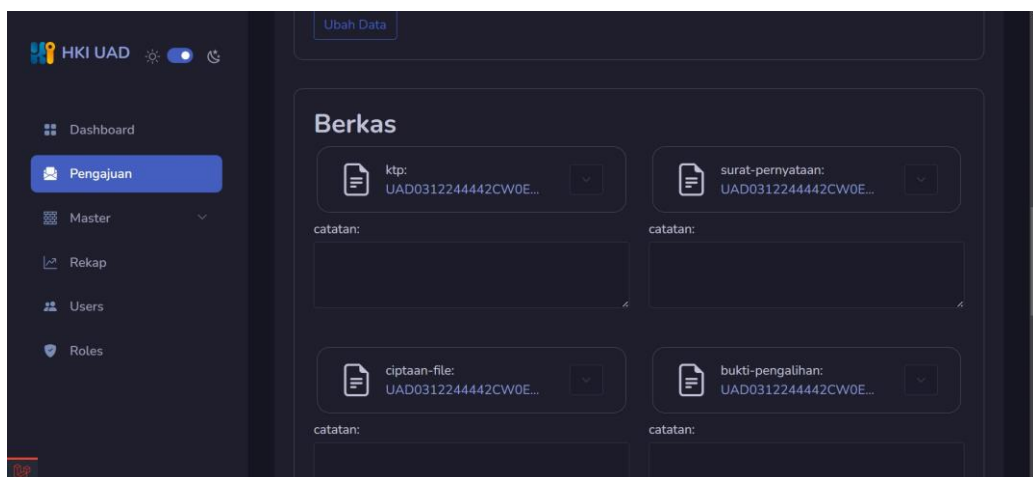 HKI UAD
Dashboard
Pengajuan
Master
Rekap
Users
Roles
Ubah Data
Berkas
ktp:
UAD0312244442CW0E...
surat-pernyataan:
UAD0312244442CW0E...
catatan:
catatan:
ciptaan-file:
UAD0312244442CW0E...
bukti-pengalihan:
UAD0312244442CW0E...
catatan:
catatan: